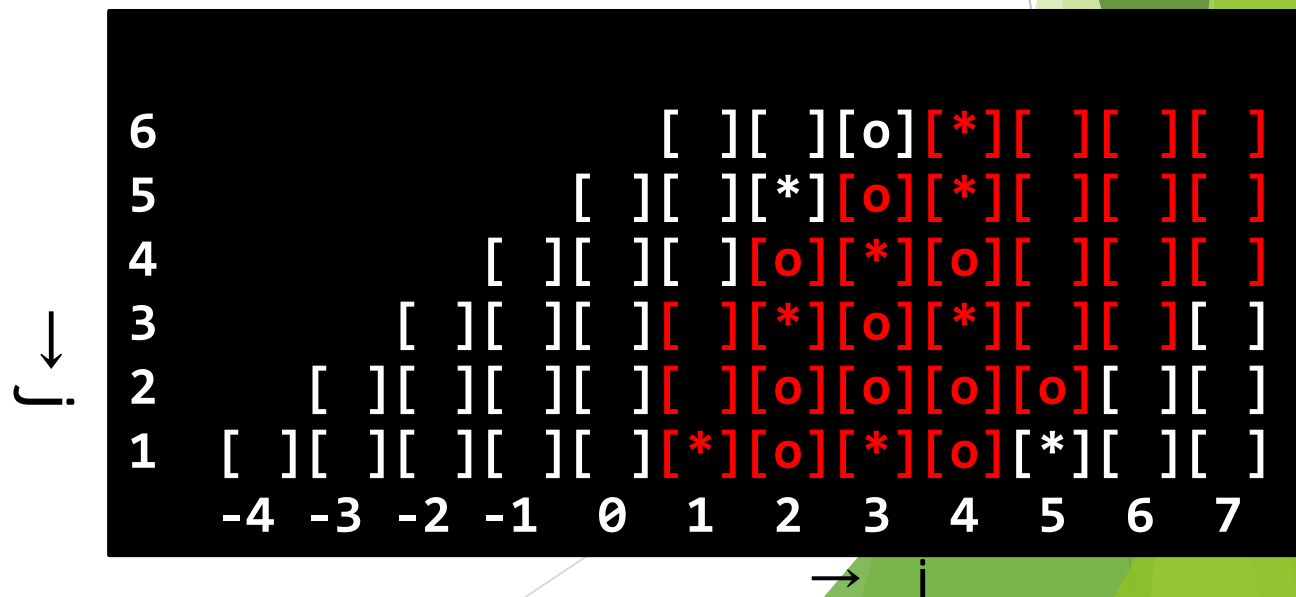 6 [ ][ ][o][*][ ][ ][ ]
5 [ ][ ][*][o][*][ ][ ][ ]
4 [ ][ ][ ][o][*][o][ ][ ][ ]
3 [ ][ ][ ][ ][*][o][*][ ][ ][ ]
2 [ ][ ][ ][ ][ ][o][o][o][o][ ][ ]
1 [ ][ ][ ][ ][ ][*][o][*][o][*][ ][ ]
-4 -3 -2 -1 0 1 2 3 4 5 6 7
← j
→ i